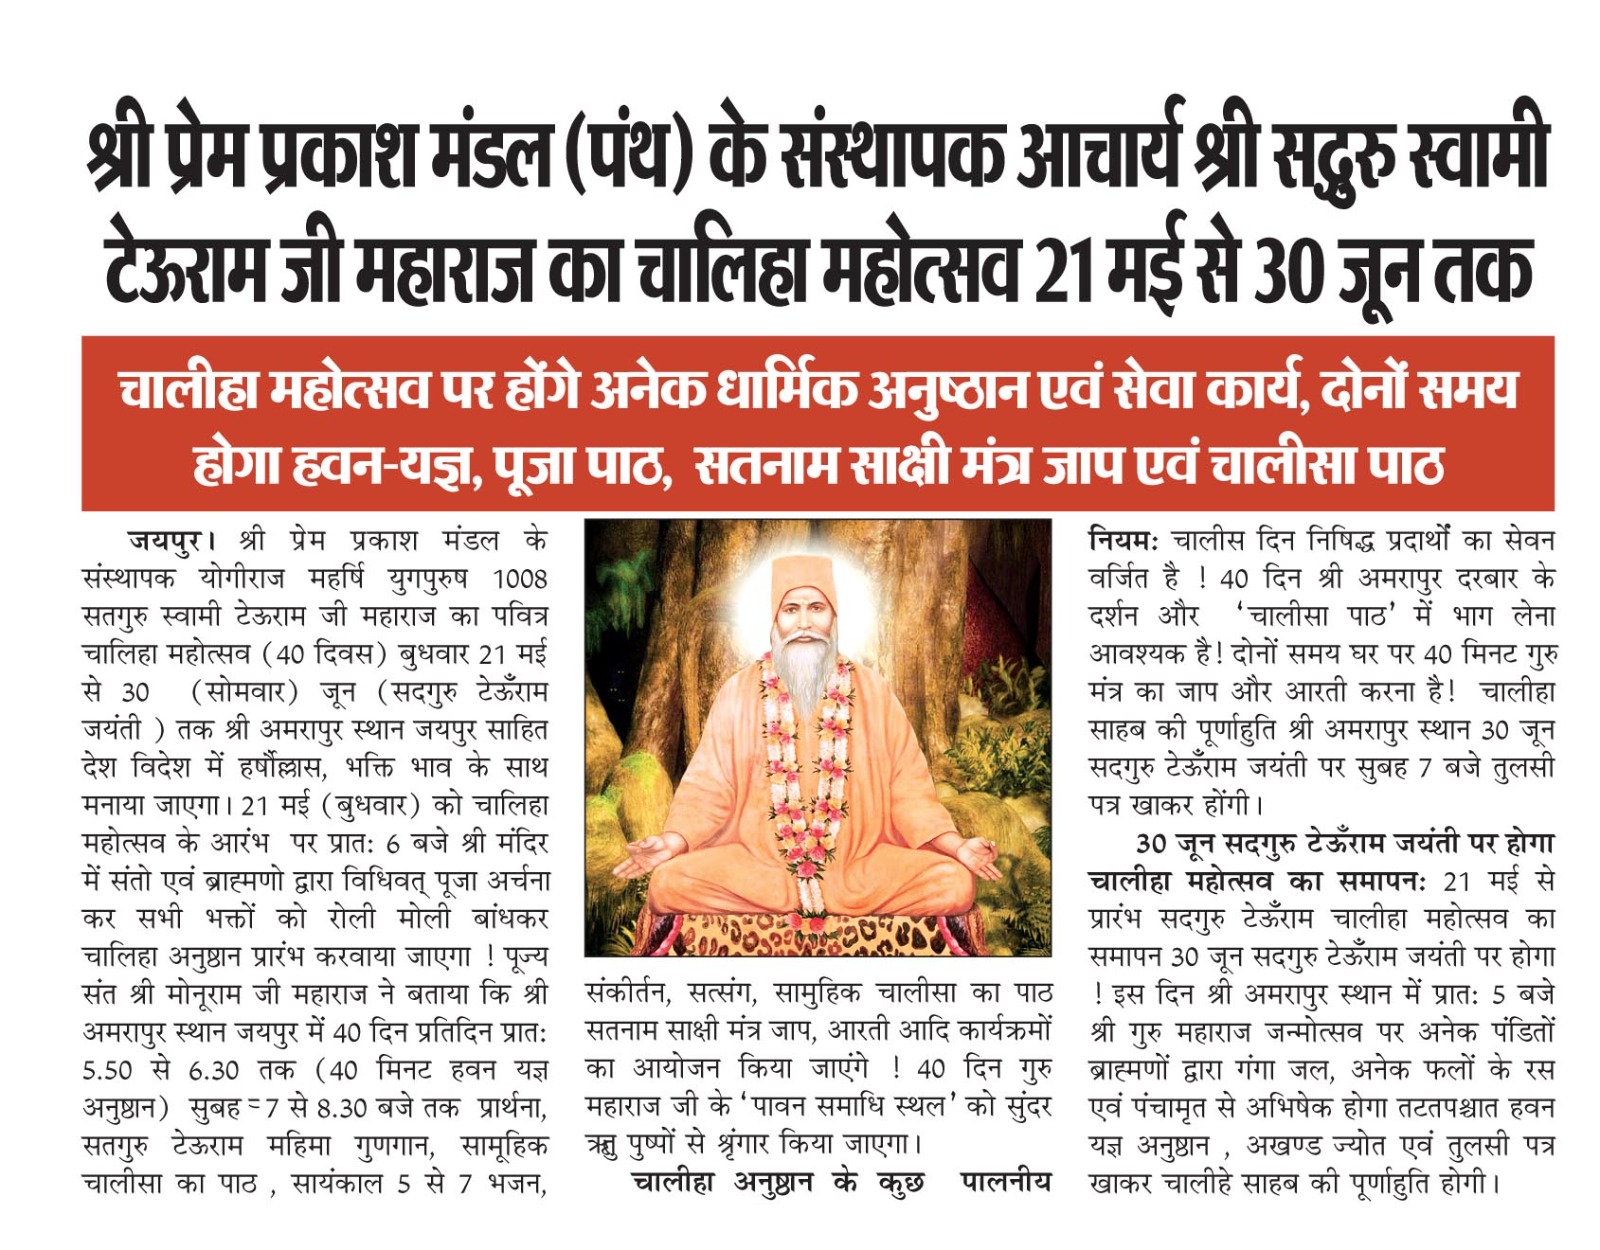 श्री प्रेम प्रकाश मंडल (पंथ) के संस्थापक आचार्य श्री सद्गुरु स्वामी
टेऊराम जी महाराज का चालिहा महोत्सव 21 मई से 30 जून तक
चालीहा महोत्सव पर होंगे अनेक धार्मिक अनुष्ठान एवं सेवा कार्य, दोनों समय
होगा हवन-यज्ञ, पूजा पाठ, सतनाम साक्षी मंत्र जाप एवं चालीसा पाठ
जयपुर। श्री प्रेम प्रकाश मंडल के
संस्थापक योगीराज महर्षि युगपुरुष 1008
सतगुरु स्वामी टेऊराम जी महाराज का पवित्र
चालिहा महोत्सव (40 दिवस) बुधवार 21 मई
से 30 (सोमवार) जून (सदगुरु टेऊँराम
जयंती ) तक श्री अमरापुर स्थान जयपुर साहित
देश विदेश में हर्षौल्लास, भक्ति भाव के साथ
मनाया जाएगा। 21 मई (बुधवार) को चालिहा
महोत्सव के आरंभ पर प्रात: 6 बजे श्री मंदिर
में संतो एवं ब्राह्मणो द्वारा विधिवत् पूजा अर्चना
कर सभी भक्तों को रोली मोली बांधकर
चालिहा अनुष्ठान प्रारंभ करवाया जाएगा ! पूज्य
संत श्री मोनूराम जी महाराज ने बताया कि श्री
अमरापुर स्थान जयपुर में 40 दिन प्रतिदिन प्रात:
5.50 से 6.30 तक (40 मिनट हवन यज्ञ
अनुष्ठान) सुबह =7 से 8.30 बजे तक प्रार्थना,
सतगुरु टेऊराम महिमा गुणगान, सामूहिक
चालीसा का पाठ , सायंकाल 5 से 7 भजन,
संकीर्तन, सत्संग, सामुहिक चालीसा का पाठ
सतनाम साक्षी मंत्र जाप, आरती आदि कार्यक्रमों
का आयोजन किया जाएंगे ! 40 दिन गुरु
महाराज जी के 'पावन समाधि स्थल' को सुंदर
ऋतु पुष्पों से श्रृंगार किया जाएगा।
चालीहा अनुष्ठान के कुछ पालनीय
नियम: चालीस दिन निषिद्ध प्रदार्थों का सेवन
वर्जित है ! 40 दिन श्री अमरापुर दरबार के
दर्शन और 'चालीसा पाठ' में भाग लेना
आवश्यक है! दोनों समय घर पर 40 मिनट गुरु
मंत्र का जाप और आरती करना है! चालीहा
साहब की पूर्णाहुति श्री अमरापुर स्थान 30 जून
सदगुरु टेऊँराम जयंती पर सुबह 7 बजे तुलसी
पत्र खाकर होंगी।
30 जून सदगुरु टेऊँराम जयंती पर होगा
चालीहा महोत्सव का समापन: 21 मई से
प्रारंभ सदगुरु टेऊँराम चालीहा महोत्सव का
समापन 30 जून सदगुरु टेऊँराम जयंती पर होगा
! इस दिन श्री अमरापुर स्थान में प्रात: 5 बजे
श्री गुरु महाराज जन्मोत्सव पर अनेक पंडितों
ब्राह्मणों द्वारा गंगा जल, अनेक फलों के रस
एवं पंचामृत से अभिषेक होगा तटतपश्चात हवन
यज्ञ अनुष्ठान , अखण्ड ज्योत एवं तुलसी पत्र
खाकर चालीहे साहब की पूर्णाहुति होगी।